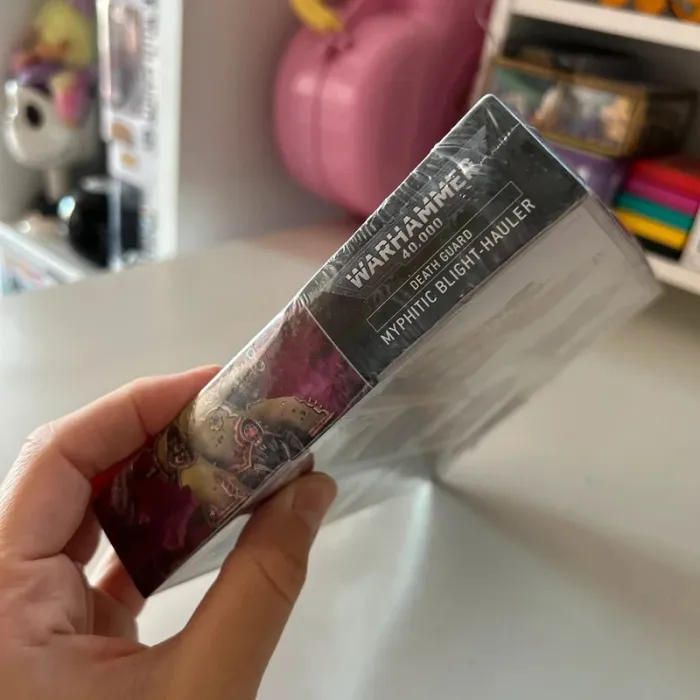 WARHAMMER
40,000
DEATH GUARD
MYPHITIC BLIGHT-HAULER